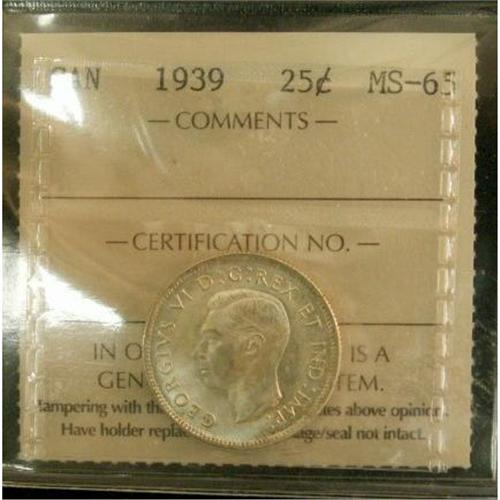 CAN 1939 25¢ MS-65
— COMMENTS —
— CERTIFICATION NO. —
GEORGIVS VI D:G:REX ET IND:IMP:
IN O IS A
GEN TEM.
Tampering with th tes above opinion.
Have holder repla age/seal not intact.